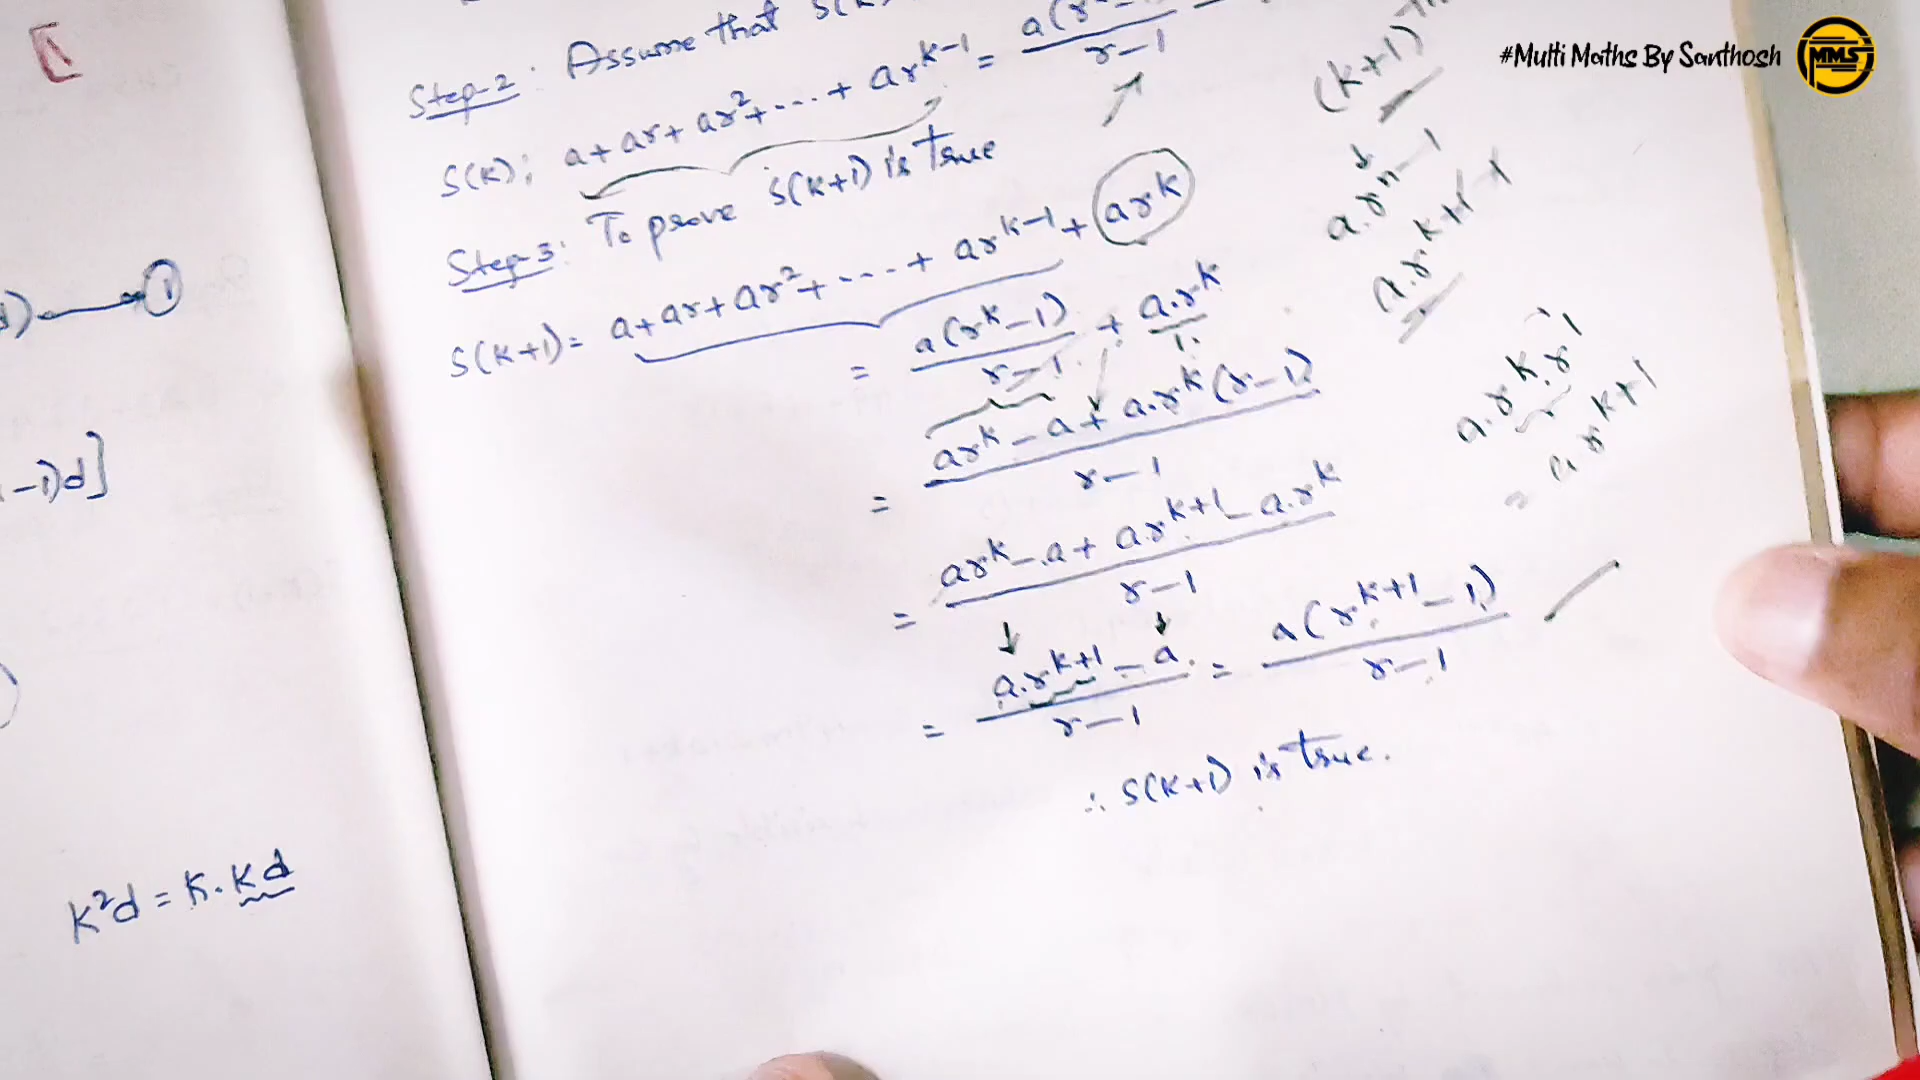 #Multi Maths By Santhosh
MMS
Step-2: Assume that S(k)
S(k): a+ar+ar²+....+ ar^k-1 = a(r / r-1
Step-3: To prove S(k+1) is true
S(k+1)= a+ar+ar²+....+ ar^k-1 + ar^k
= a(r^k-1) / r-1 + a.r^k / 1
= ar^k-a+a.r^k(r-1) / r-1
= ar^k-a+ar^k+1-a.r^k / r-1
= a.r^k+1-a / r-1 = a(r^k+1-1) / r-1
∴ S(k+1) is true.
(k+1)^th
a.r^n-1
a.r^k+1-1
a.r^k.r^1
= a.r^k+1
1
-1)d]
k²d = k.kd